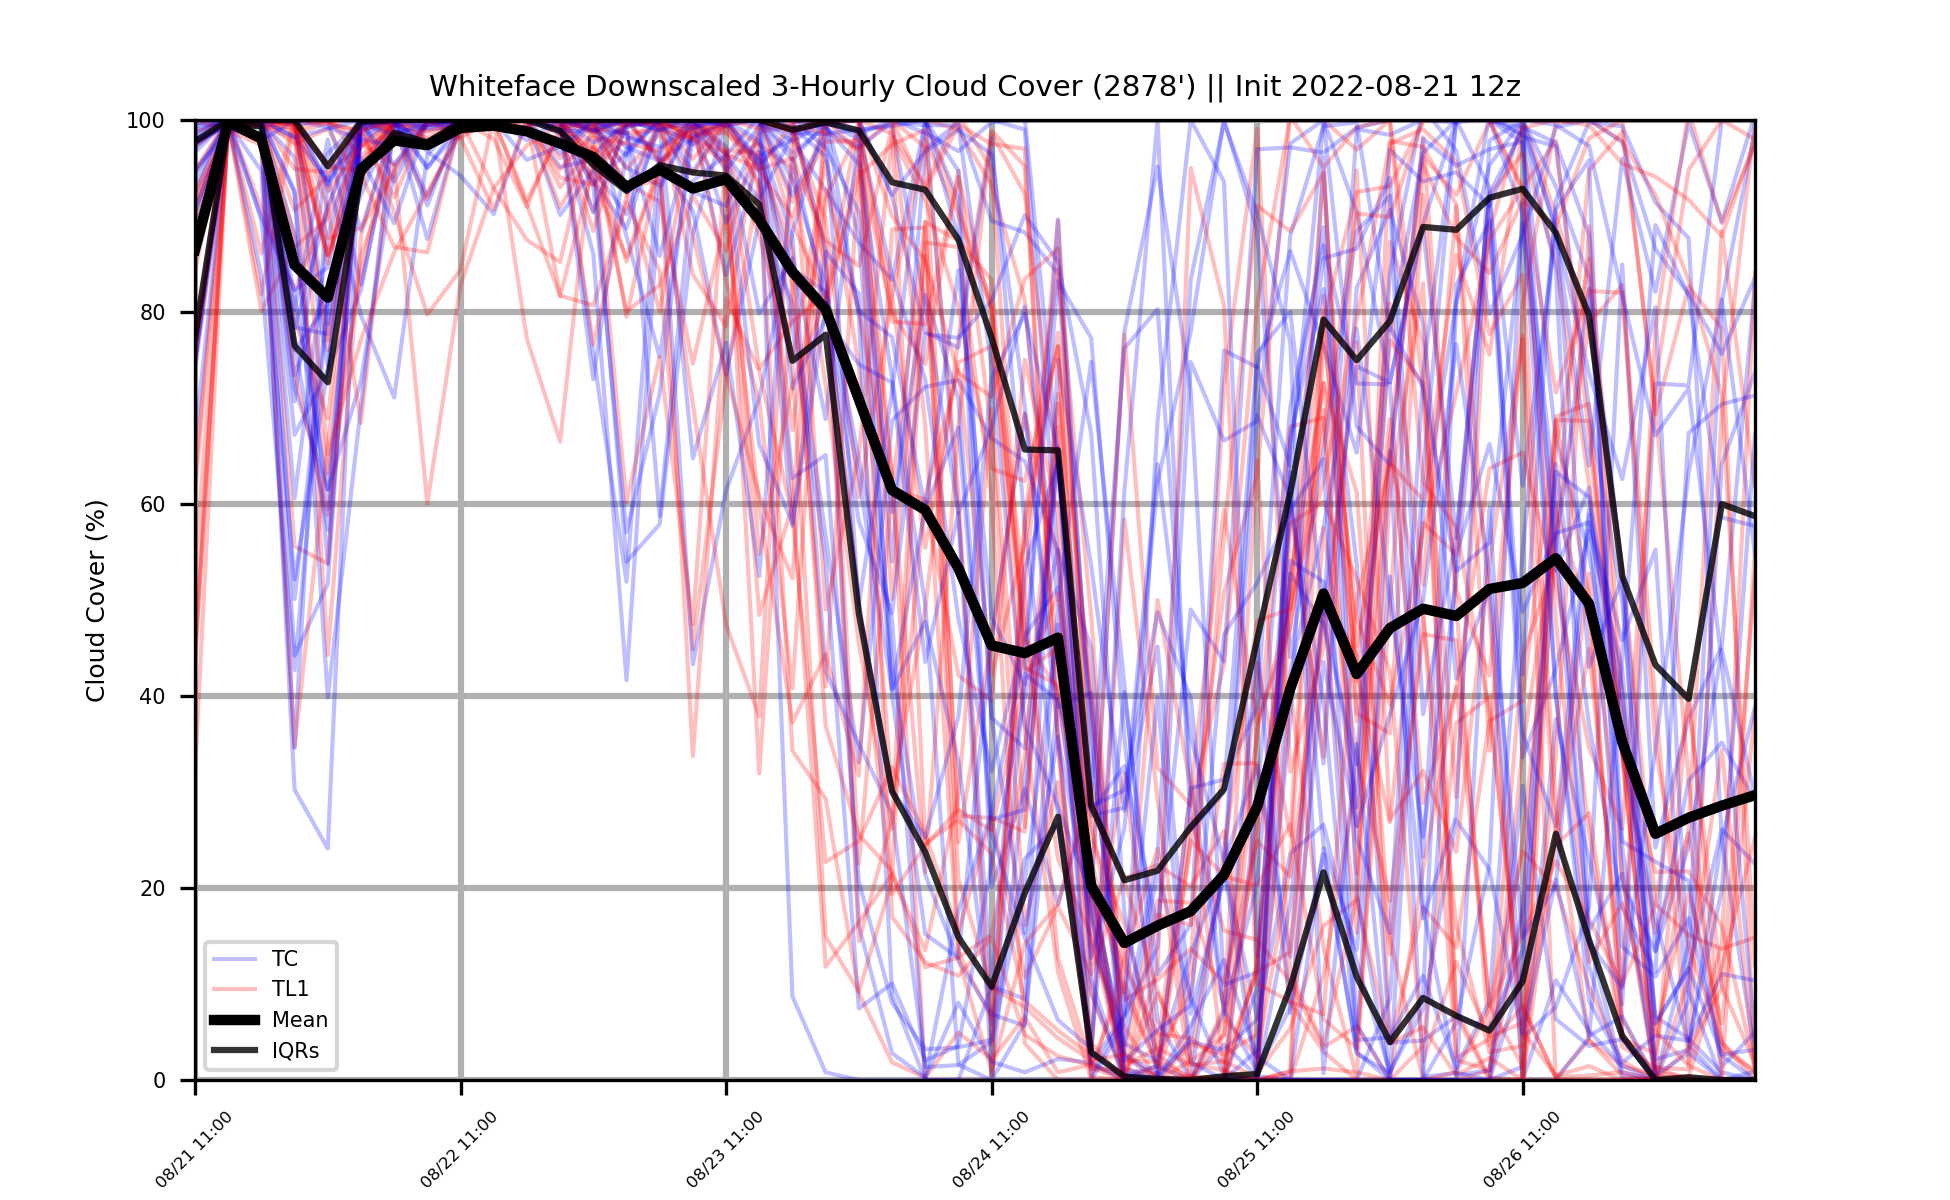 Whiteface Downscaled 3-Hourly Cloud Cover (2878') || Init 2022-08-21 12z
100
80
60
40
20
0
Cloud Cover (%)
TC
TL1
Mean
IQRs
08/21 11:00
08/22 11:00
08/23 11:00
08/24 11:00
08/25 11:00
08/26 11:00